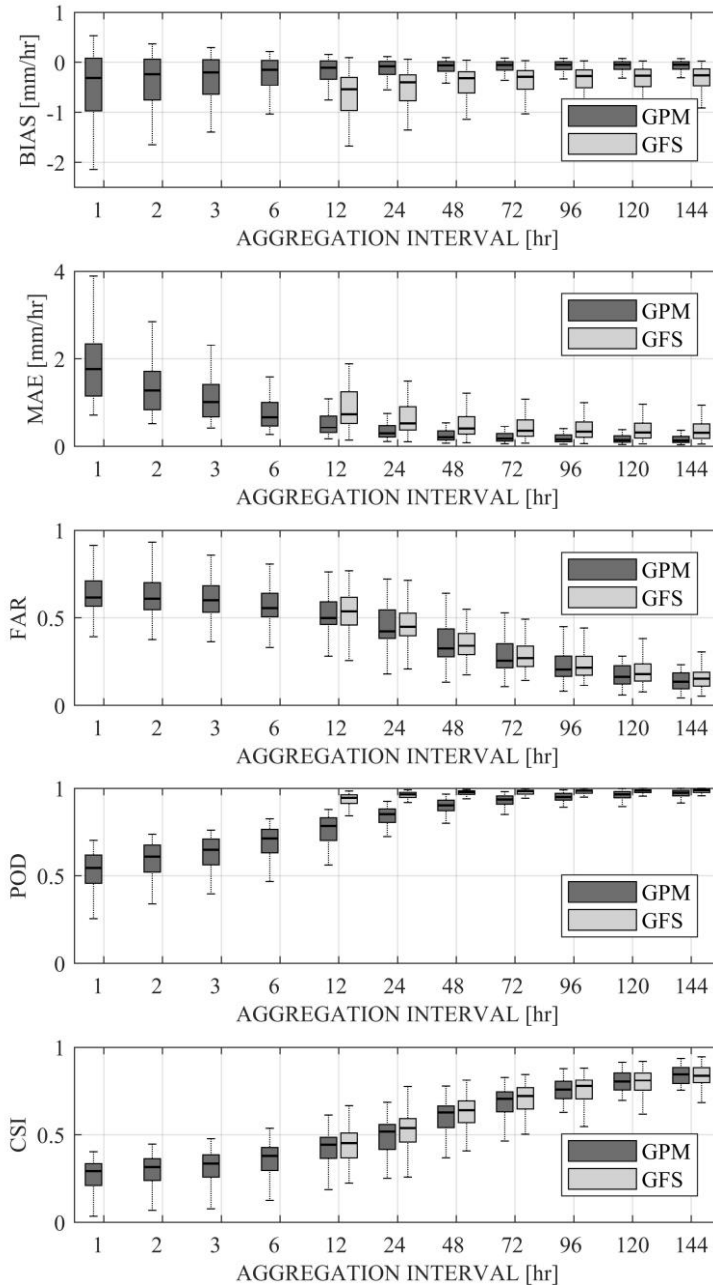 BIAS [mm/hr]
0
-1
-2
GPM
GFS
1 2 3 6 12 24 48 72 96 120 144
AGGREGATION INTERVAL [hr]
MAE [mm/hr]
4
2
0
GPM
GFS
1 2 3 6 12 24 48 72 96 120 144
AGGREGATION INTERVAL [hr]
FAR
1
0.5
0
GPM
GFS
1 2 3 6 12 24 48 72 96 120 144
AGGREGATION INTERVAL [hr]
POD
1
0.5
0
GPM
GFS
1 2 3 6 12 24 48 72 96 120 144
AGGREGATION INTERVAL [hr]
CSI
1
0.5
0
GPM
GFS
1 2 3 6 12 24 48 72 96 120 144
AGGREGATION INTERVAL [hr]